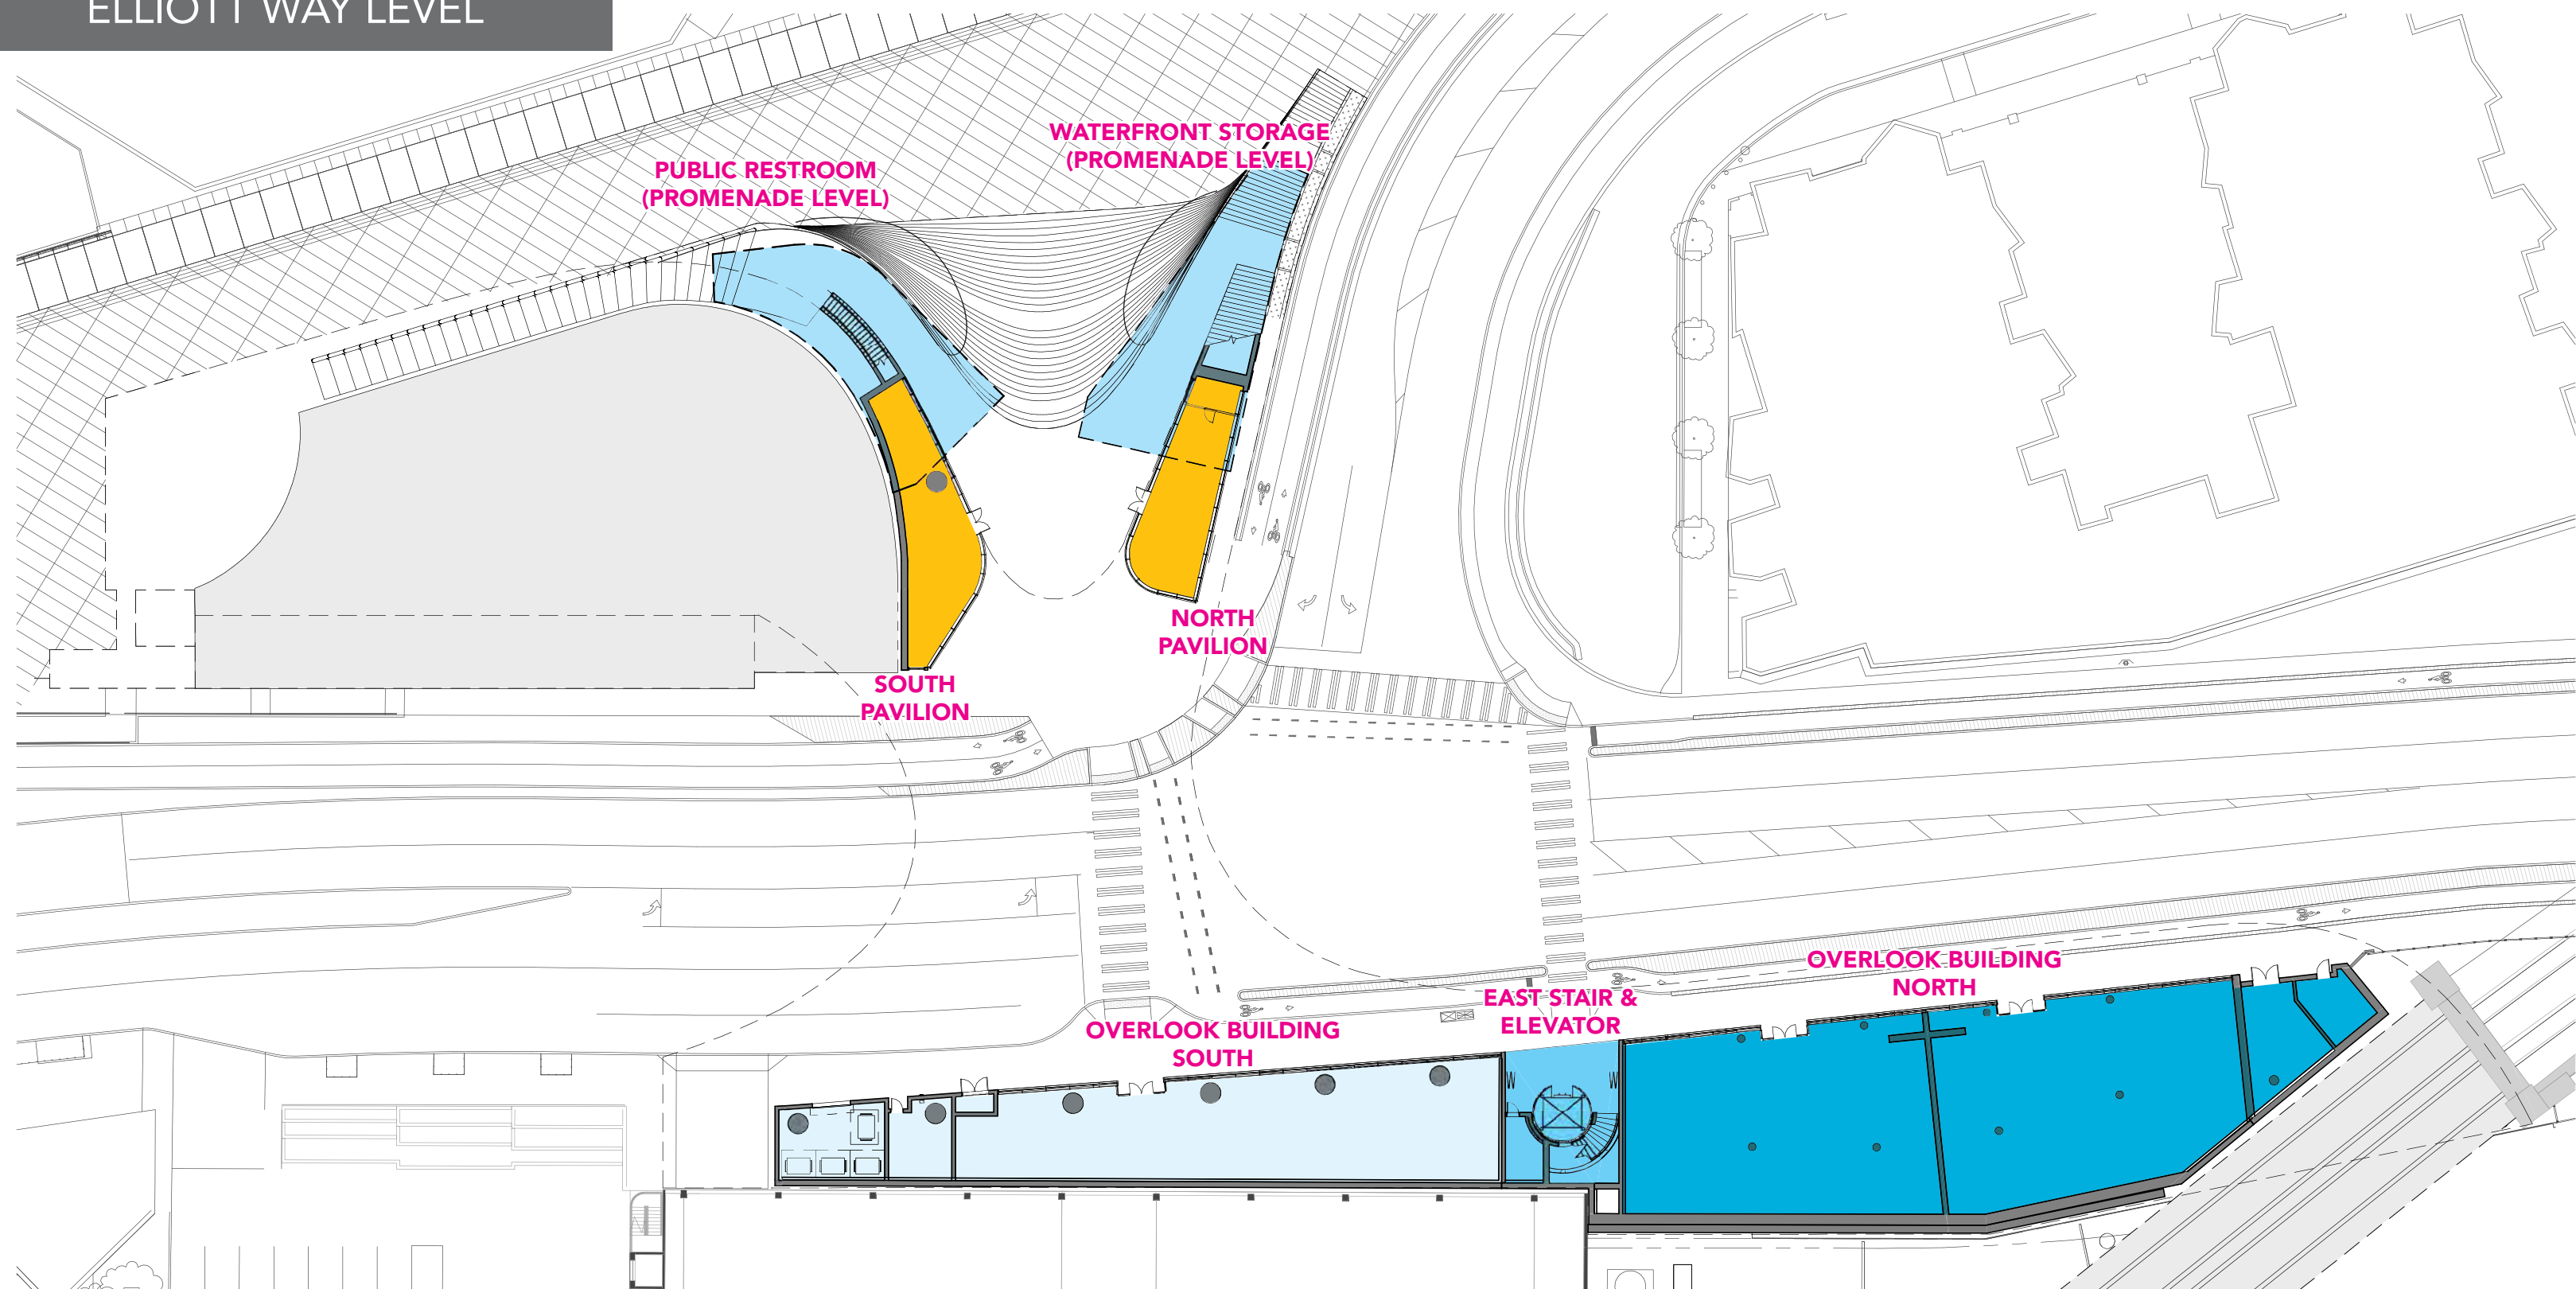 ELLIOTT WAY LEVEL
WATERFRONT STORAGE
(PROMENADE LEVEL)
PUBLIC RESTROOM
(PROMENADE LEVEL)
NORTH
PAVILION
SOUTH
PAVILION
OVERLOOK BUILDING
NORTH
EAST STAIR &
ELEVATOR
OVERLOOK BUILDING
SOUTH